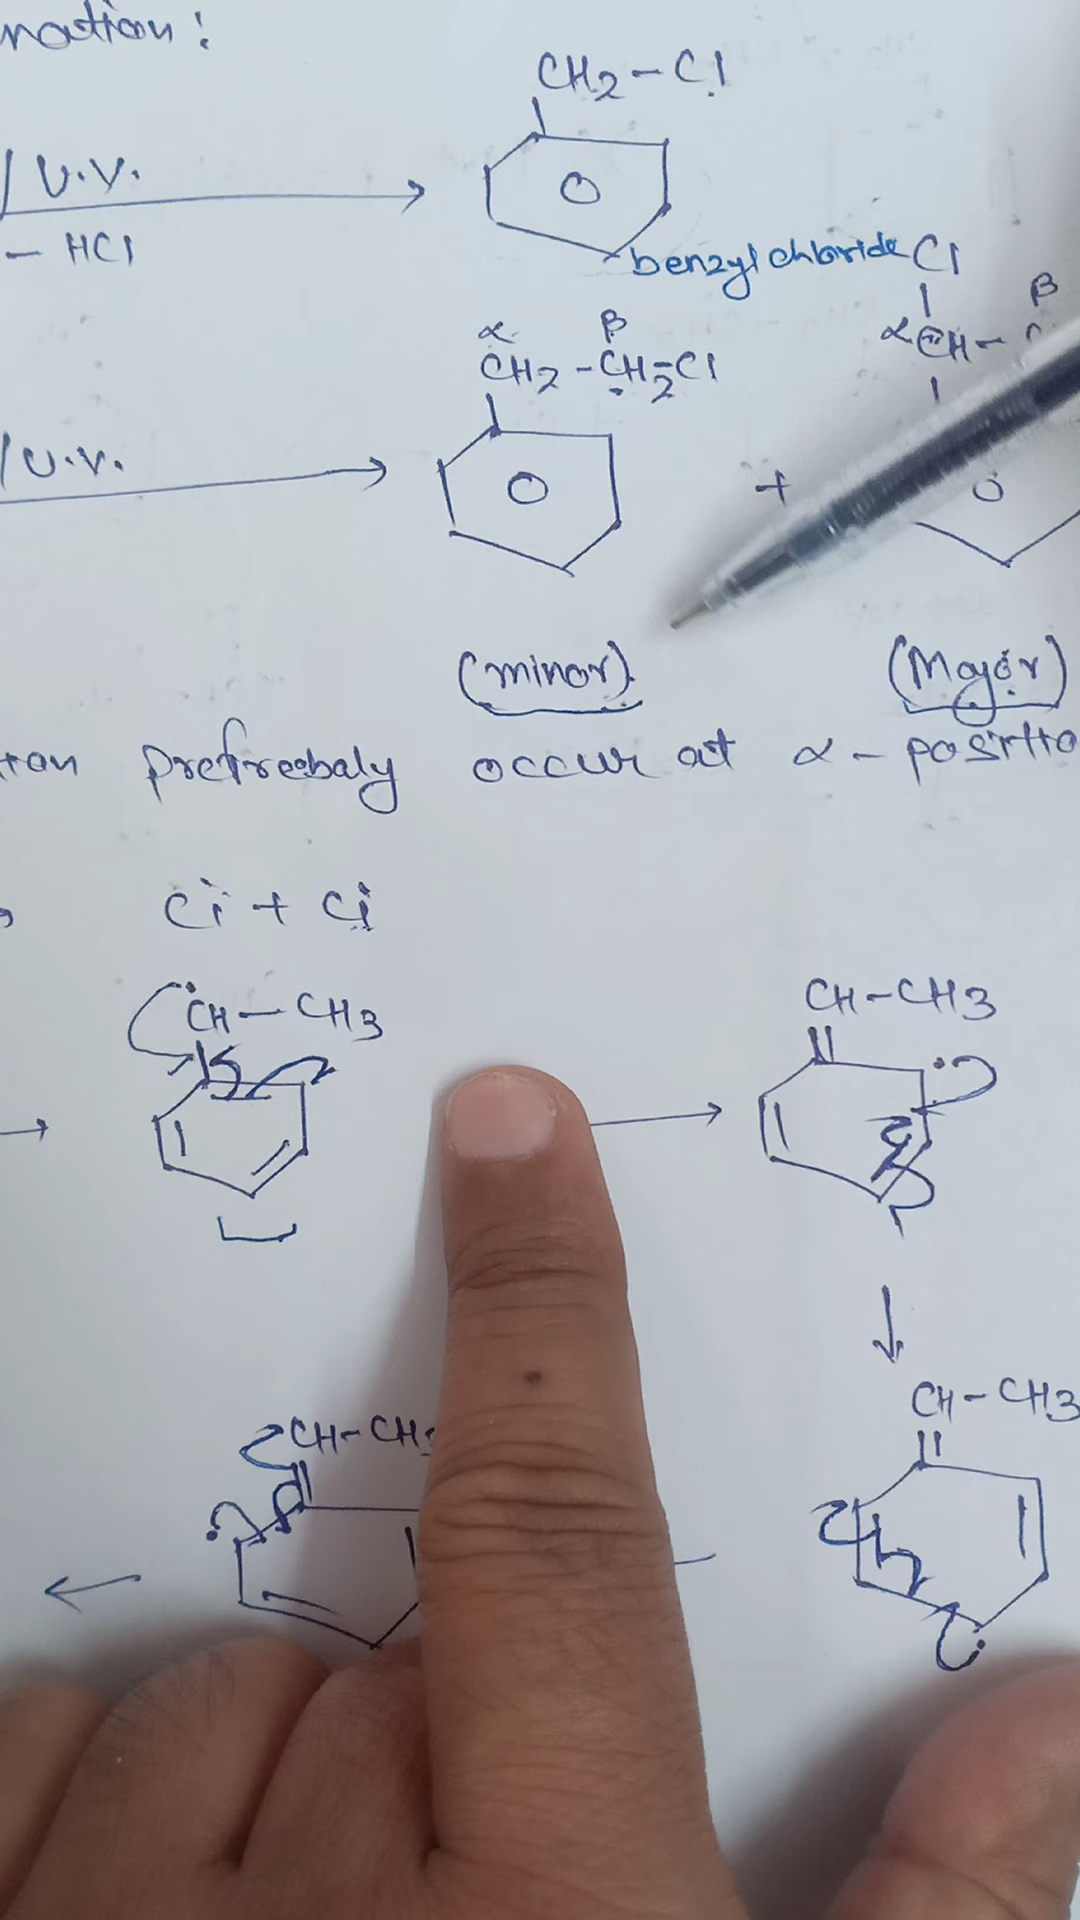 nation :
CH2 - Cl
/ U.V.
- HCl
benzyl chloride
Cl
α β
CH2 - CH2-Cl
α CH -
β
/ U.V.
+
(minor) (Major)
prefreebaly occur at α - positio
Cl + Cl
CH - CH3
CH - CH3
CH - CH3
CH - CH